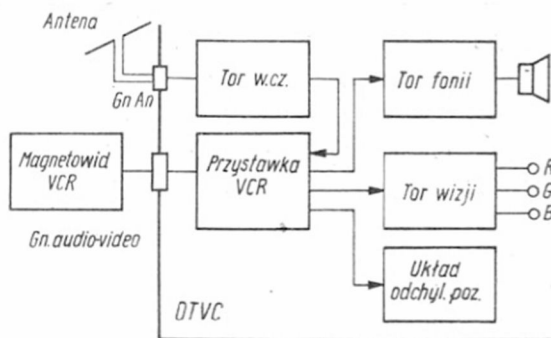 Antena
Gn An
Tor w.cz.
Tor fonii
Magnetowid
VCR
Przystawka
VCR
Tor wizji
R
G
B
Gn. audio-video
Układ
odchyl. poz.
OTVC